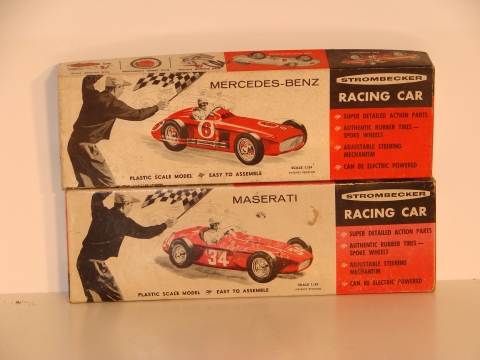 MERCEDES-BENZ
6
PLASTIC SCALE MODEL EASY TO ASSEMBLE
SCALE 1/24
STROMBECKER
RACING CAR
SUPER DETAILED ACTION PARTS
AUTHENTIC RUBBER TIRES—
SPOKE WHEELS
ADJUSTABLE STEERING
MECHANISM
CAN BE ELECTRIC POWERED
MASERATI
34
PLASTIC SCALE MODEL EASY TO ASSEMBLE
SCALE 1/24
STROMBECKER
RACING CAR
SUPER DETAILED ACTION PARTS
AUTHENTIC RUBBER TIRES—
SPOKE WHEELS
ADJUSTABLE STEERING
MECHANISM
CAN BE ELECTRIC POWERED